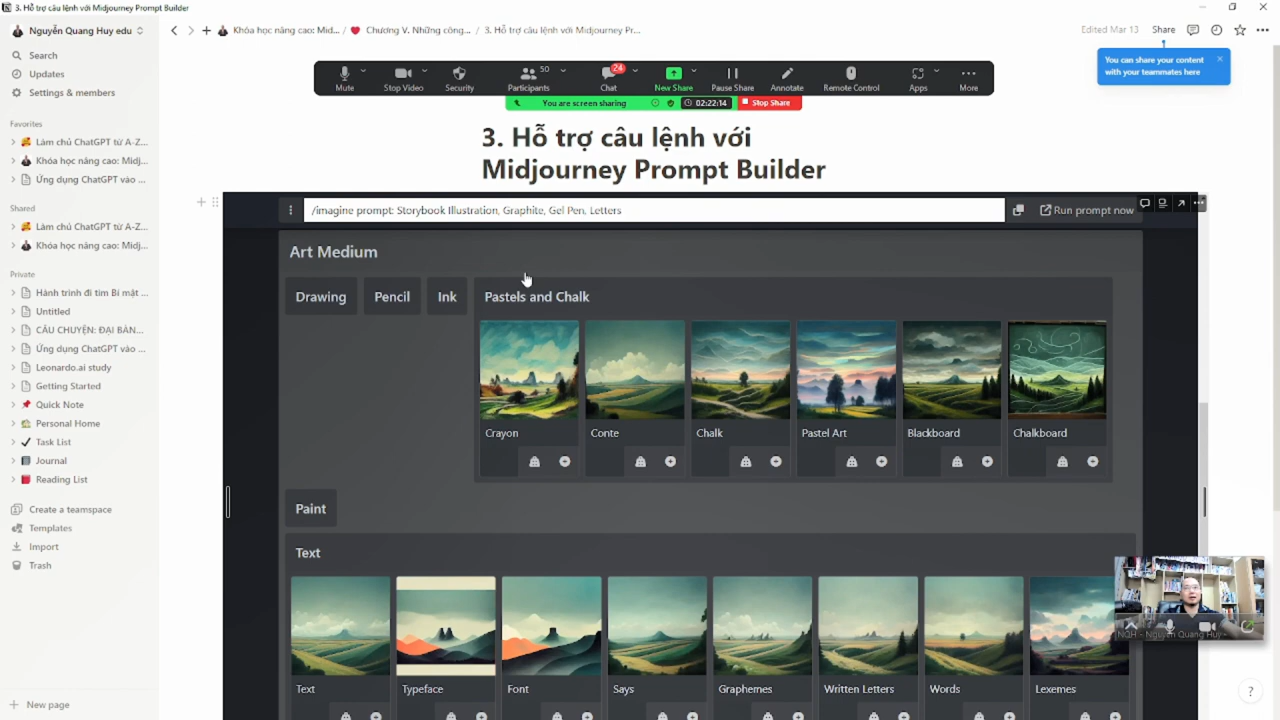 3. Hỗ trợ câu lệnh với Midjourney Prompt Builder
Nguyễn Quang Huy edu
Khóa học nâng cao: Mid... / Chương V. Những công... / 3. Hỗ trợ câu lệnh với Midjourney Pr...
Edited Mar 13
Share
You can share your content
with your teammates here
Search
Updates
Settings & members
Favorites
Làm chủ ChatGPT từ A-Z...
Khóa học nâng cao: Midj...
Ứng dụng ChatGPT vào ...
Shared
Làm chủ ChatGPT từ A-Z...
Khóa học nâng cao: Midj...
Private
Hành trình đi tìm Bí mật ...
Untitled
CÂU CHUYỆN: ĐẠI BÀN...
Ứng dụng ChatGPT vào ...
Leonardo.ai study
Getting Started
Quick Note
Personal Home
Task List
Journal
Reading List
Create a teamspace
Templates
Import
Trash
New page
Mute
Stop Video
Security
50
Participants
24
Chat
New Share
Pause Share
Annotate
Remote Control
Apps
More
You are screen sharing
02:22:14
Stop Share
3. Hỗ trợ câu lệnh với
Midjourney Prompt Builder
/imagine prompt: Storybook Illustration, Graphite, Gel Pen, Letters
Run prompt now
Art Medium
Drawing
Pencil
Ink
Pastels and Chalk
Crayon
Conte
Chalk
Pastel Art
Blackboard
Chalkboard
Paint
Text
Text
Typeface
Font
Says
Graphemes
Written Letters
Words
Lexemes
NQH - Nguyễn Quang Huy -
?